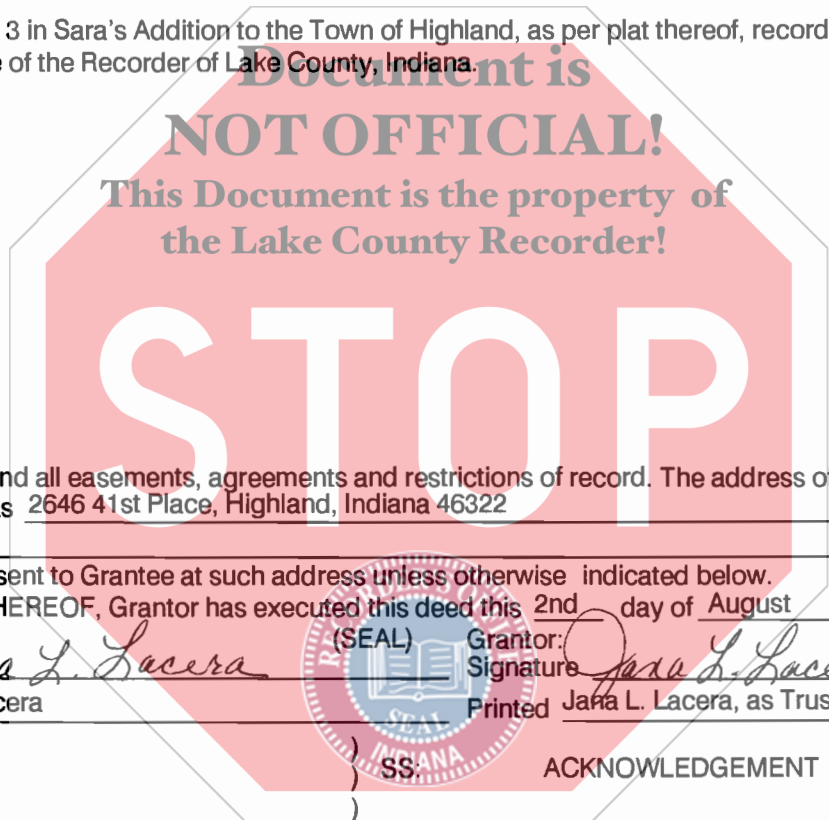 3 in Sara's Addition to the Town of Highland, as per plat thereof, record
of the Recorder of Lake County, Indiana.
Document is
NOT OFFICIAL!
This Document is the property of
the Lake County Recorder!
STOP
nd all easements, agreements and restrictions of record. The address of
s 2646 41st Place, Highland, Indiana 46322
sent to Grantee at such address unless otherwise indicated below.
HEREOF, Grantor has executed this deed this 2nd day of August
(SEAL) Grantor:
a L. Lacera Signature Jana L. Lace
cera Printed Jana L. Lacera, as Trus
SEAL
INDIANA
) SS: ACKNOWLEDGEMENT
)